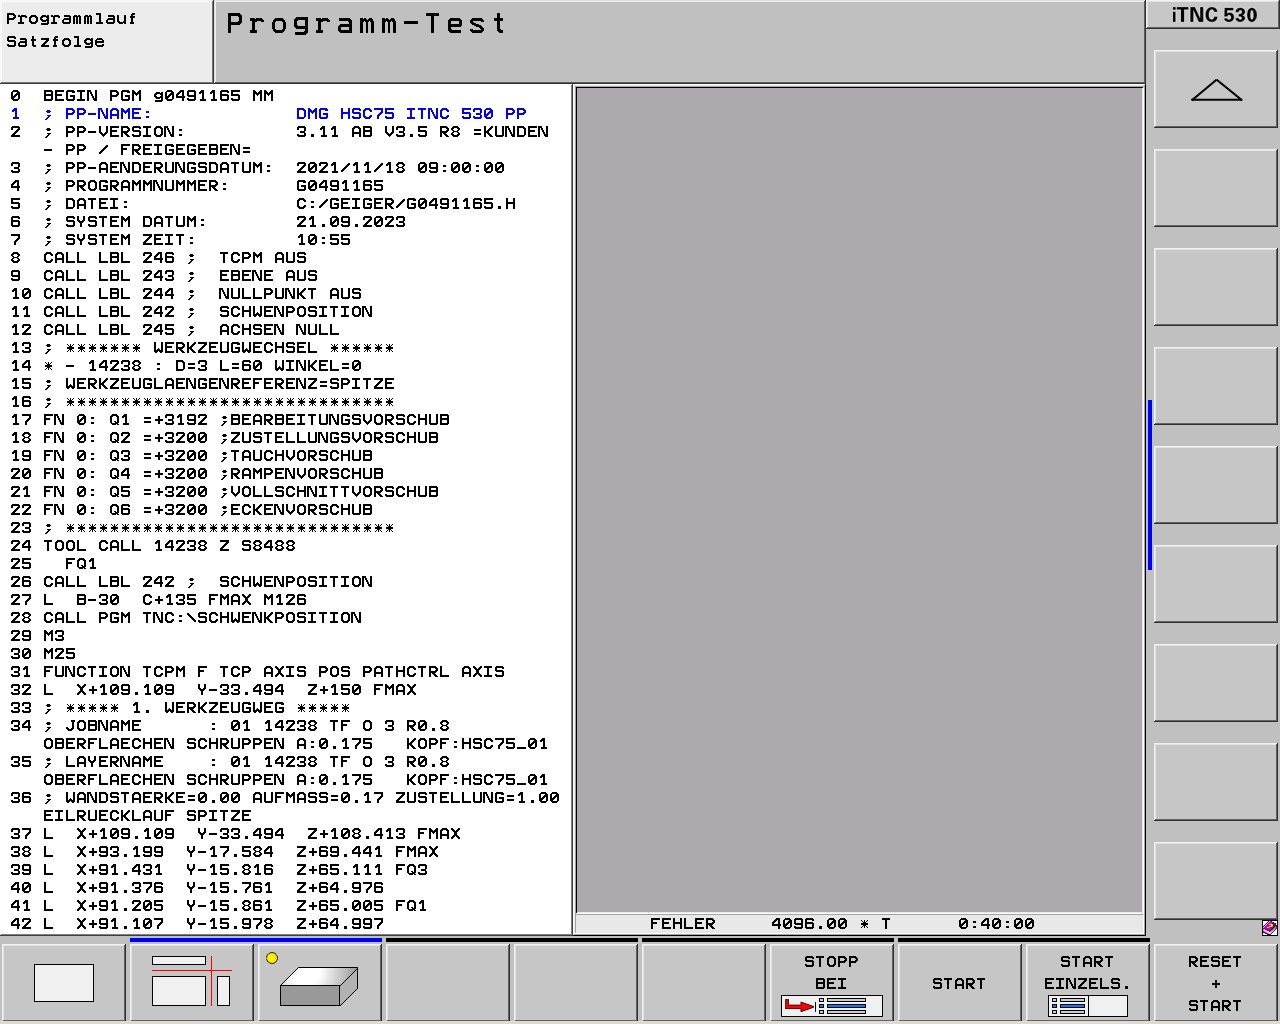 Programmlauf
Satzfolge
Programm-Test
iTNC 530
0 BEGIN PGM g0491165 MM
1 ; PP-NAME: DMG HSC75 ITNC 530 PP
2 ; PP-VERSION: 3.11 AB V3.5 R8 =KUNDEN
- PP / FREIGEGEBEN=
3 ; PP-AENDERUNGSDATUM: 2021/11/18 09:00:00
4 ; PROGRAMMNUMMER: G0491165
5 ; DATEI: C:/GEIGER/G0491165.H
6 ; SYSTEM DATUM: 21.09.2023
7 ; SYSTEM ZEIT: 10:55
8 CALL LBL 246 ; TCPM AUS
9 CALL LBL 243 ; EBENE AUS
10 CALL LBL 244 ; NULLPUNKT AUS
11 CALL LBL 242 ; SCHWENPOSITION
12 CALL LBL 245 ; ACHSEN NULL
13 ; ******* WERKZEUGWECHSEL ******
14 * - 14238 : D=3 L=60 WINKEL=0
15 ; WERKZEUGLAENGENREFERENZ=SPITZE
16 ; ******************************
17 FN 0: Q1 =+3192 ;BEARBEITUNGSVORSCHUB
18 FN 0: Q2 =+3200 ;ZUSTELLUNGSVORSCHUB
19 FN 0: Q3 =+3200 ;TAUCHVORSCHUB
20 FN 0: Q4 =+3200 ;RAMPENVORSCHUB
21 FN 0: Q5 =+3200 ;VOLLSCHNITTVORSCHUB
22 FN 0: Q6 =+3200 ;ECKENVORSCHUB
23 ; ******************************
24 TOOL CALL 14238 Z S8488
25 FQ1
26 CALL LBL 242 ; SCHWENPOSITION
27 L B-30 C+135 FMAX M126
28 CALL PGM TNC:\SCHWENKPOSITION
29 M3
30 M25
31 FUNCTION TCPM F TCP AXIS POS PATHCTRL AXIS
32 L X+109.109 Y-33.494 Z+150 FMAX
33 ; ***** 1. WERKZEUGWEG *****
34 ; JOBNAME : 01 14238 TF O 3 R0.8
OBERFLAECHEN SCHRUPPEN A:0.175 KOPF:HSC75_01
35 ; LAYERNAME : 01 14238 TF O 3 R0.8
OBERFLAECHEN SCHRUPPEN A:0.175 KOPF:HSC75_01
36 ; WANDSTAERKE=0.00 AUFMASS=0.17 ZUSTELLUNG=1.00
EILRUECKLAUF SPITZE
37 L X+109.109 Y-33.494 Z+108.413 FMAX
38 L X+93.199 Y-17.584 Z+69.441 FMAX
39 L X+91.431 Y-15.816 Z+65.111 FQ3
40 L X+91.376 Y-15.761 Z+64.976
41 L X+91.205 Y-15.861 Z+65.005 FQ1
42 L X+91.107 Y-15.978 Z+64.997
FEHLER 4096.00 * T 0:40:00
STOPP
BEI
START
START
EINZELS.
RESET
+
START